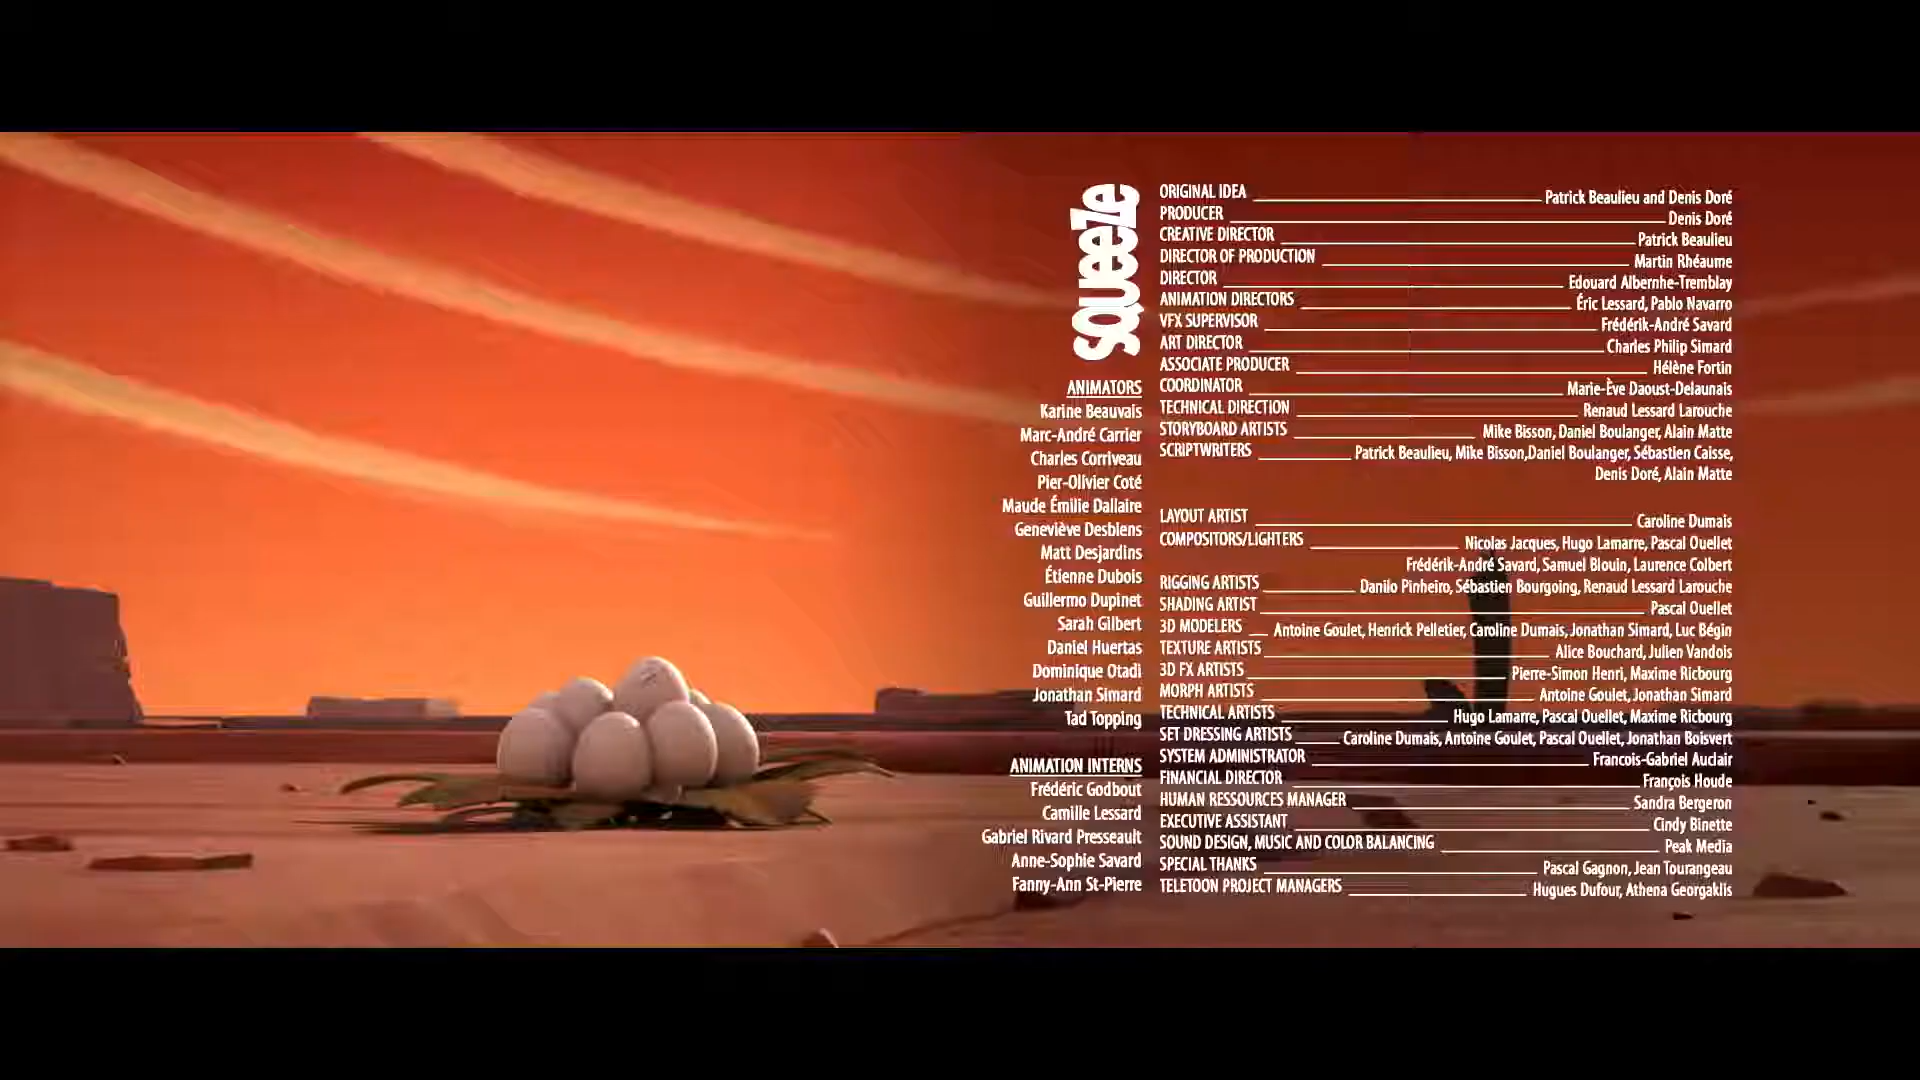 squeeze
ANIMATORS
Karine Beauvais
Marc-André Carrier
Charles Corriveau
Pier-Olivier Coté
Maude Émilie Dallaire
Geneviève Desbiens
Matt Desjardins
Étienne Dubois
Guillermo Dupinet
Sarah Gilbert
Daniel Huertas
Dominique Otadi
Jonathan Simard
Tad Topping
ANIMATION INTERNS
Frédéric Godbout
Camille Lessard
Gabriel Rivard Presseault
Anne-Sophie Savard
Fanny-Ann St-Pierre
ORIGINAL IDEA Patrick Beaulieu and Denis Doré
PRODUCER Denis Doré
CREATIVE DIRECTOR Patrick Beaulieu
DIRECTOR OF PRODUCTION Martin Rhéaume
DIRECTOR Edouard Albernhe-Tremblay
ANIMATION DIRECTORS Éric Lessard, Pablo Navarro
VFX SUPERVISOR Frédérik-André Savard
ART DIRECTOR Charles Philip Simard
ASSOCIATE PRODUCER Hélène Fortin
COORDINATOR Marie-Ève Daoust-Delaunais
TECHNICAL DIRECTION Renaud Lessard Larouche
STORYBOARD ARTISTS Mike Bisson, Daniel Boulanger, Alain Matte
SCRIPTWRITERS Patrick Beaulieu, Mike Bisson,Daniel Boulanger, Sébastien Caisse,
Denis Doré, Alain Matte
LAYOUT ARTIST Caroline Dumais
COMPOSITORS/LIGHTERS Nicolas Jacques, Hugo Lamarre, Pascal Ouellet
Frédérik-André Savard, Samuel Blouin, Laurence Colbert
RIGGING ARTISTS Danilo Pinheiro, Sébastien Bourgoing, Renaud Lessard Larouche
SHADING ARTIST Pascal Ouellet
3D MODELERS Antoine Goulet, Henrick Pelletier, Caroline Dumais, Jonathan Simard, Luc Bégin
TEXTURE ARTISTS Alice Bouchard, Julien Vandois
3D FX ARTISTS Pierre-Simon Henri, Maxime Ricbourg
MORPH ARTISTS Antoine Goulet, Jonathan Simard
TECHNICAL ARTISTS Hugo Lamarre, Pascal Ouellet, Maxime Ricbourg
SET DRESSING ARTISTS Caroline Dumais, Antoine Goulet, Pascal Ouellet, Jonathan Boisvert
SYSTEM ADMINISTRATOR Francois-Gabriel Auclair
FINANCIAL DIRECTOR François Houde
HUMAN RESSOURCES MANAGER Sandra Bergeron
EXECUTIVE ASSISTANT Cindy Binette
SOUND DESIGN, MUSIC AND COLOR BALANCING Peak Media
SPECIAL THANKS Pascal Gagnon, Jean Tourangeau
TELETOON PROJECT MANAGERS Hugues Dufour, Athena Georgaklis